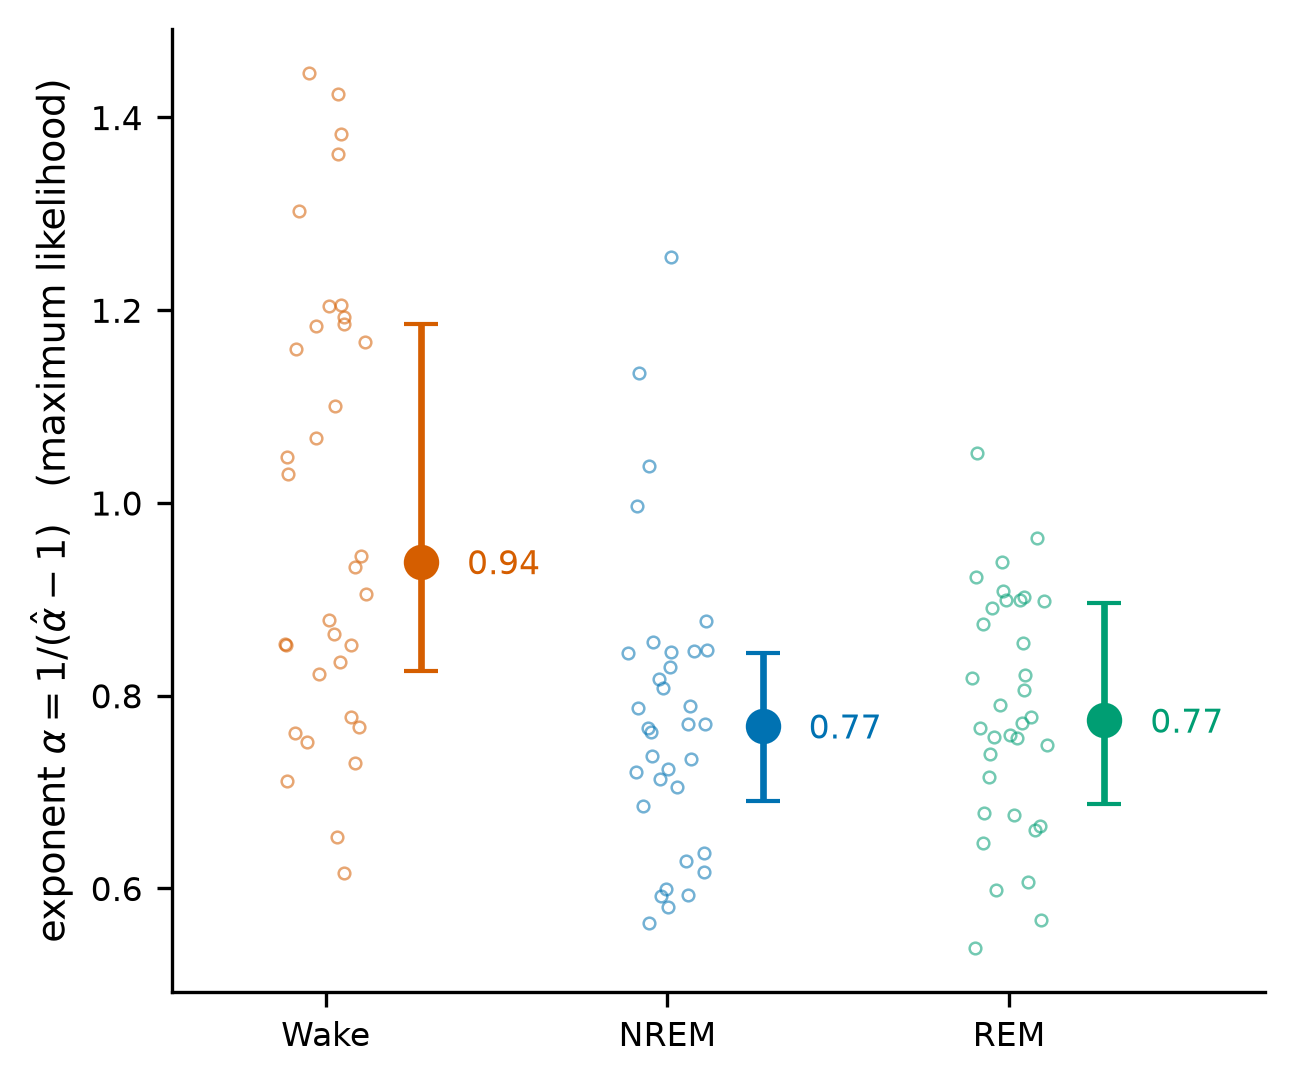 exponent α = 1/(α̂ − 1)   (maximum likelihood)
1.4
1.2
1.0
0.8
0.6
0.94
0.77
0.77
Wake
NREM
REM